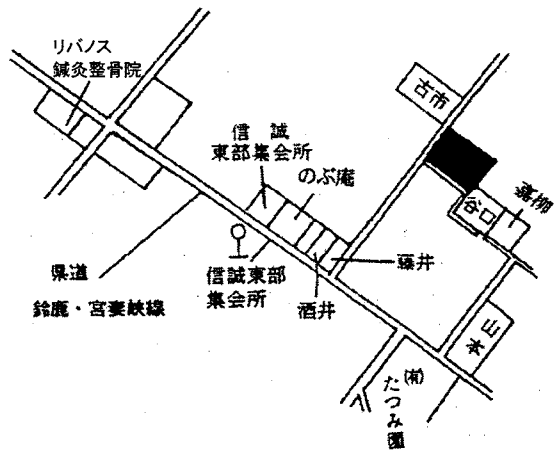 リバノス
鍼灸整骨院
古市
信誠
東部集会所
のぶ庵
谷口
嘉柳
藤井
県道
信誠東部
集会所
酒井
鈴鹿・宮妻峡線
山本
(有)
たつみ園